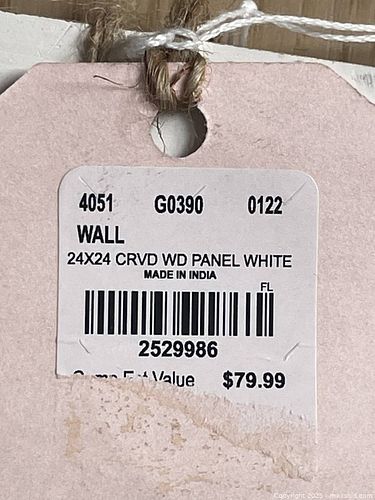 4051 G0390 0122
WALL
24X24 CRVD WD PANEL WHITE
MADE IN INDIA
FL
2529986
Value $79.99